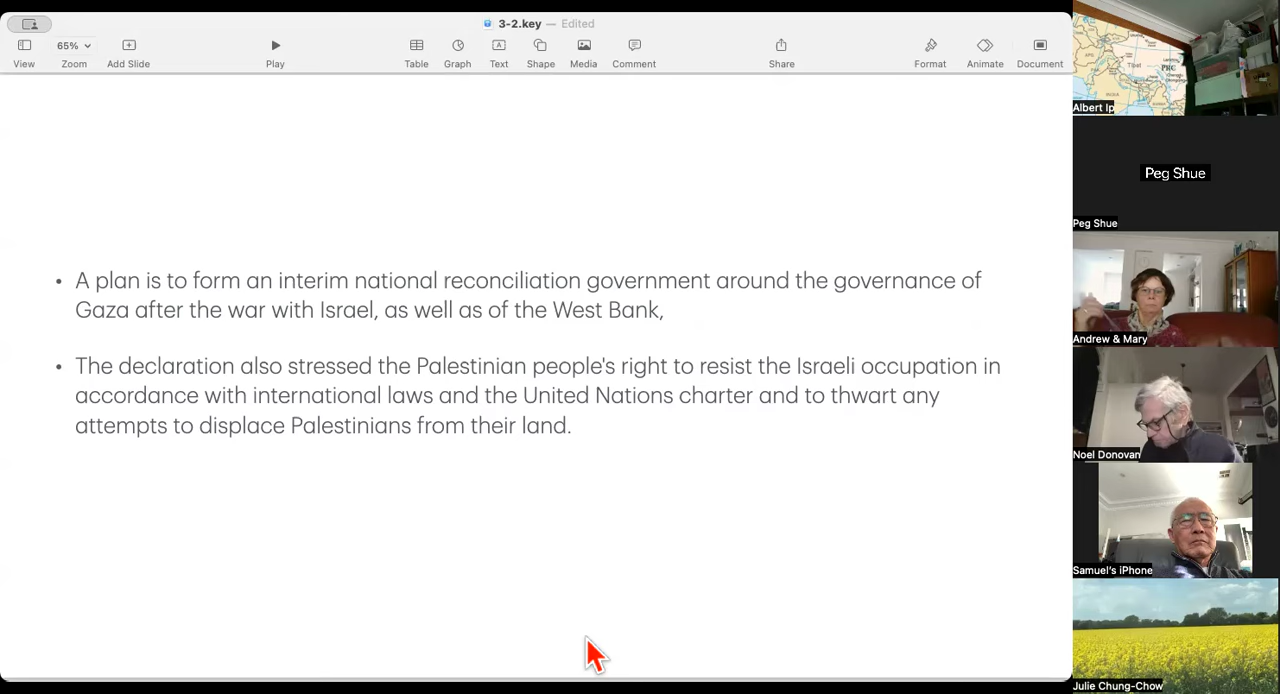 3-2.key — Edited
65%
View
Zoom
Add Slide
Play
Table
Graph
Text
Shape
Media
Comment
Share
Format
Animate
Document
• A plan is to form an interim national reconciliation government around the governance of
Gaza after the war with Israel, as well as of the West Bank,
• The declaration also stressed the Palestinian people's right to resist the Israeli occupation in
accordance with international laws and the United Nations charter and to thwart any
attempts to displace Palestinians from their land.
PRC
Tibet
Albert Ip
Peg Shue
Peg Shue
Andrew & Mary
Noel Donovan
Samuel's iPhone
Julie Chung-Chow